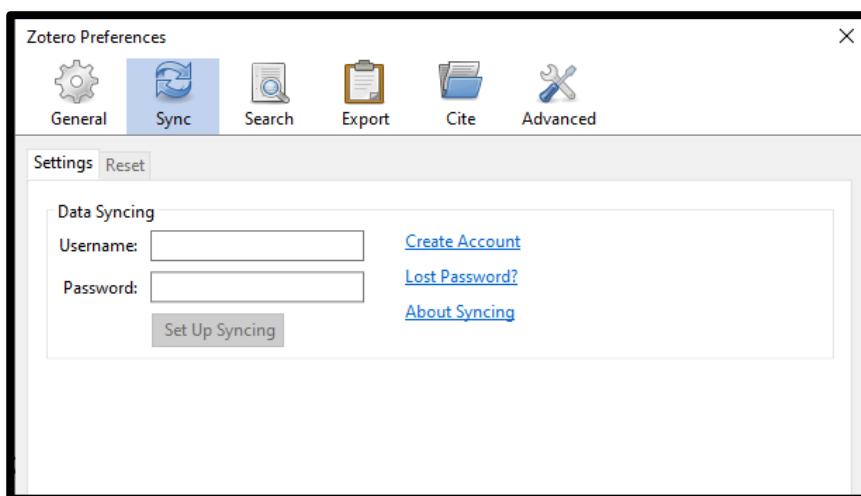 Zotero Preferences
General Sync Search Export Cite Advanced
Settings Reset
Data Syncing
Username: Create Account
Lost Password?
Password:
About Syncing
Set Up Syncing